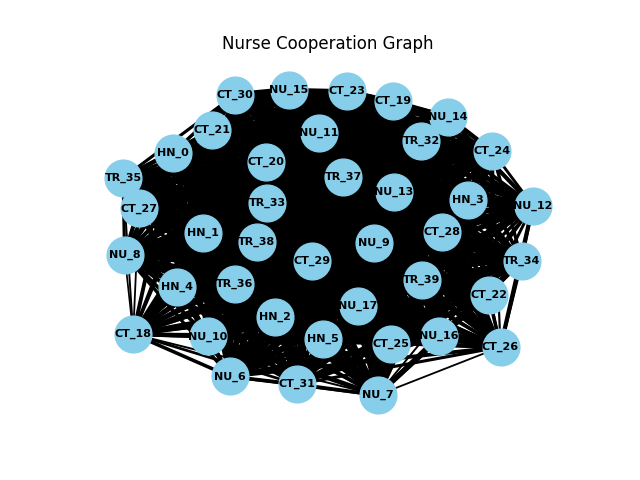 Nurse Cooperation Graph
CT_30
NU_15
CT_23
CT_19
NU_14
CT_21
NU_11
TR_32
HN_0
CT_20
CT_24
TR_35
TR_37
NU_13
HN_3
CT_27
TR_33
NU_12
HN_1
TR_38
NU_9
CT_28
NU_8
CT_29
TR_34
HN_4
TR_36
TR_39
CT_22
NU_17
HN_2
CT_18
NU_10
HN_5
CT_25
NU_16
CT_26
NU_6
CT_31
NU_7